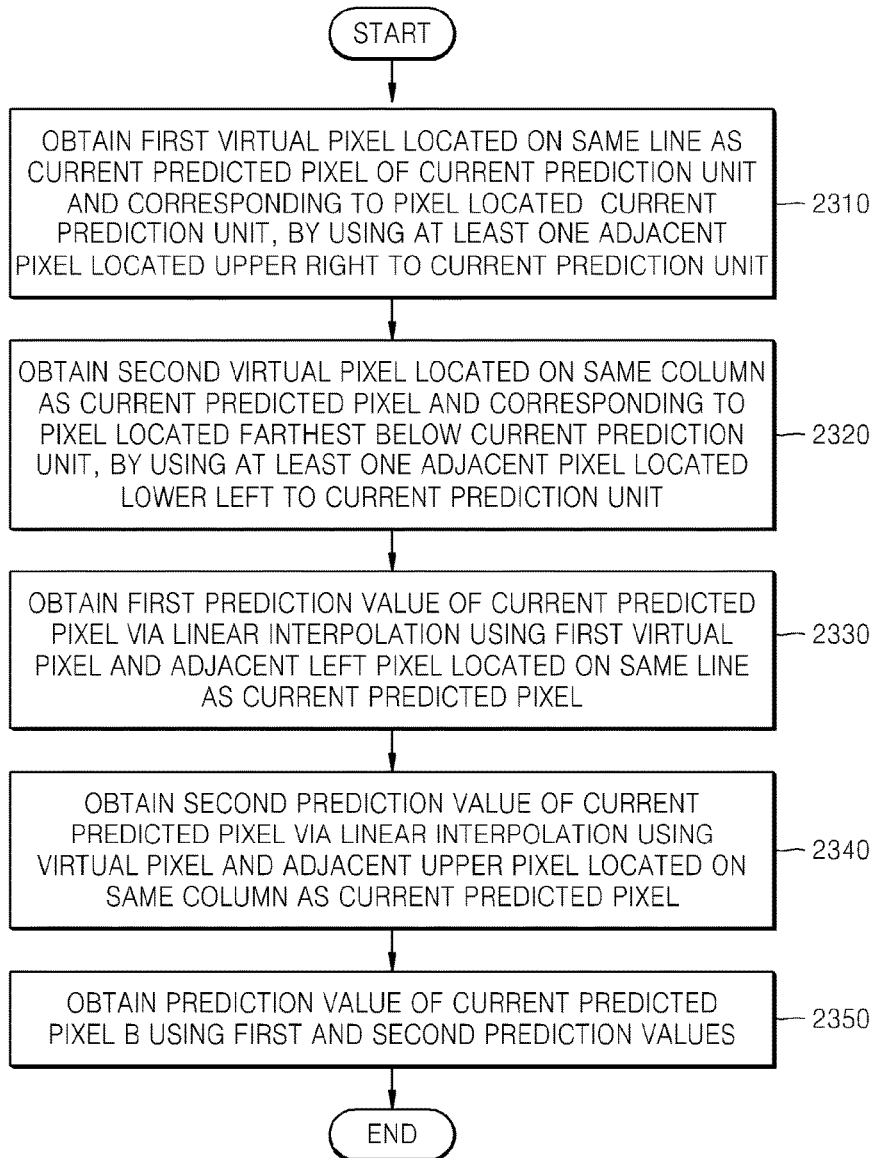 START
OBTAIN FIRST VIRTUAL PIXEL LOCATED ON SAME LINE AS
CURRENT PREDICTED PIXEL OF CURRENT PREDICTION UNIT
AND CORRESPONDING TO PIXEL LOCATED CURRENT
PREDICTION UNIT, BY USING AT LEAST ONE ADJACENT
PIXEL LOCATED UPPER RIGHT TO CURRENT PREDICTION UNIT
2310
OBTAIN SECOND VIRTUAL PIXEL LOCATED ON SAME COLUMN
AS CURRENT PREDICTED PIXEL AND CORRESPONDING TO
PIXEL LOCATED FARTHEST BELOW CURRENT PREDICTION
UNIT, BY USING AT LEAST ONE ADJACENT PIXEL LOCATED
LOWER LEFT TO CURRENT PREDICTION UNIT
2320
OBTAIN FIRST PREDICTION VALUE OF CURRENT PREDICTED
PIXEL VIA LINEAR INTERPOLATION USING FIRST VIRTUAL
PIXEL AND ADJACENT LEFT PIXEL LOCATED ON SAME LINE
AS CURRENT PREDICTED PIXEL
2330
OBTAIN SECOND PREDICTION VALUE OF CURRENT
PREDICTED PIXEL VIA LINEAR INTERPOLATION USING
VIRTUAL PIXEL AND ADJACENT UPPER PIXEL LOCATED ON
SAME COLUMN AS CURRENT PREDICTED PIXEL
2340
OBTAIN PREDICTION VALUE OF CURRENT PREDICTED
PIXEL B USING FIRST AND SECOND PREDICTION VALUES
2350
END